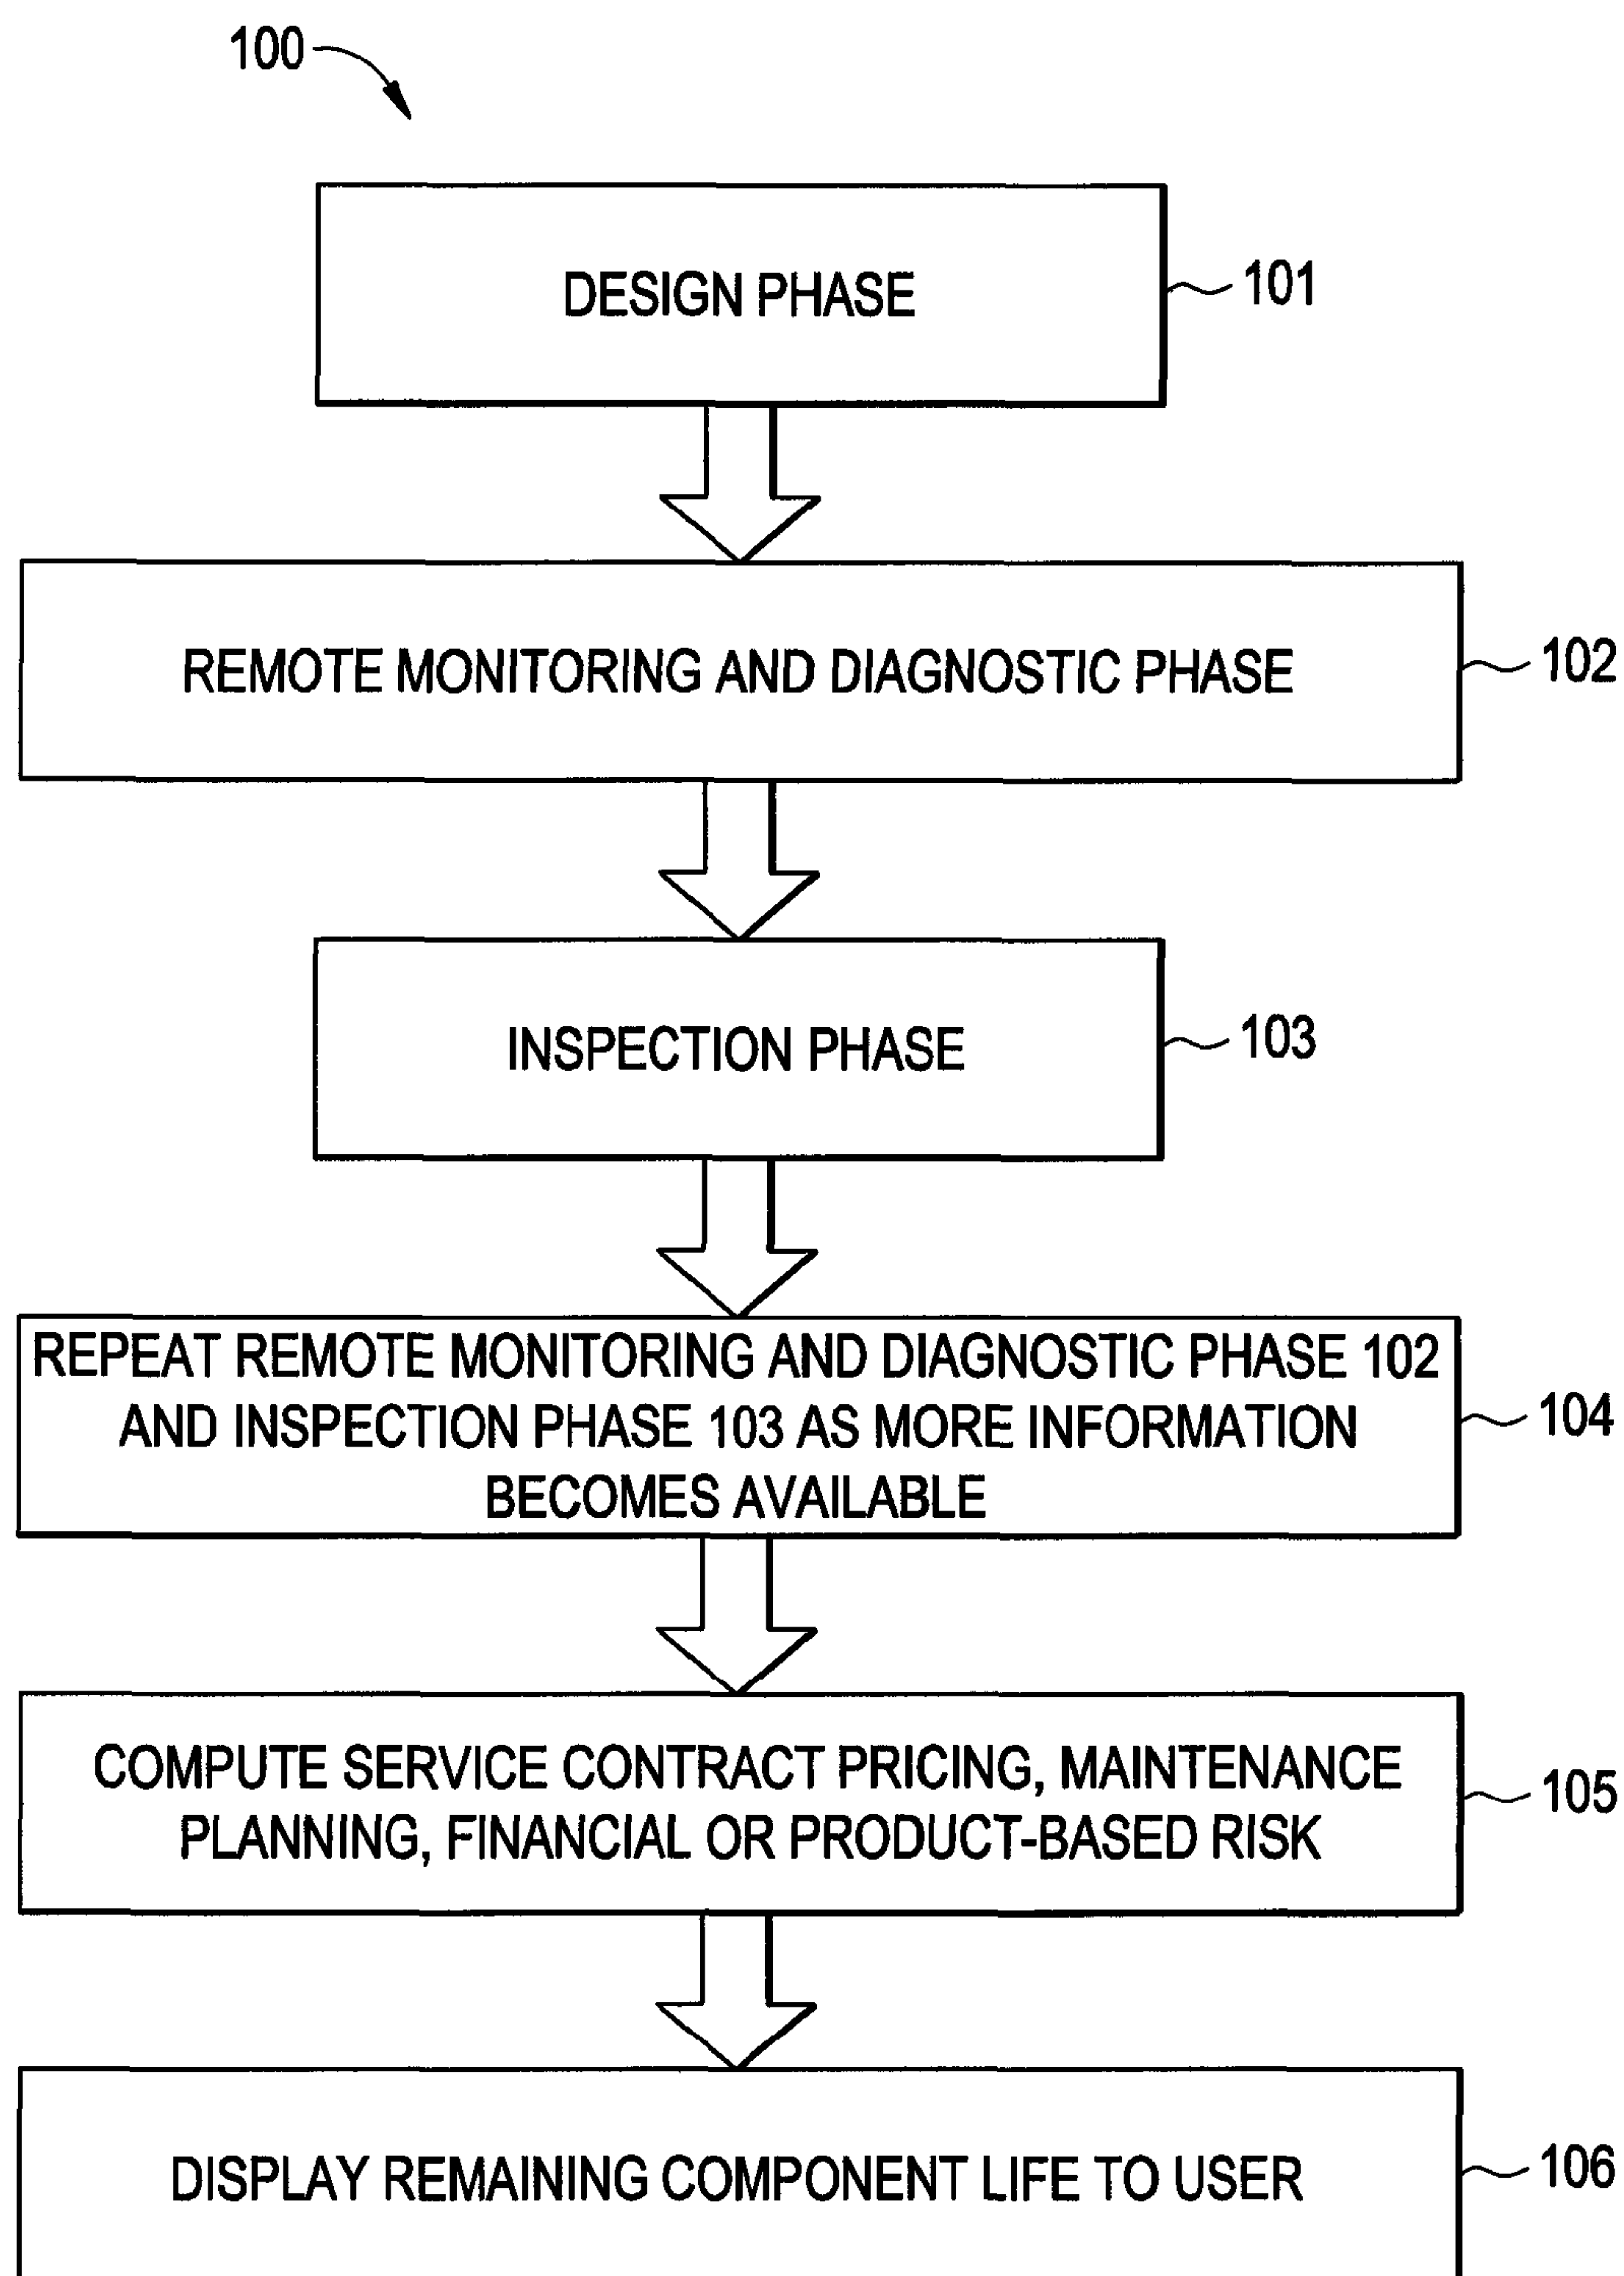 100
DESIGN PHASE
101
REMOTE MONITORING AND DIAGNOSTIC PHASE
102
INSPECTION PHASE
103
REPEAT REMOTE MONITORING AND DIAGNOSTIC PHASE 102
AND INSPECTION PHASE 103 AS MORE INFORMATION
BECOMES AVAILABLE
104
COMPUTE SERVICE CONTRACT PRICING, MAINTENANCE
PLANNING, FINANCIAL OR PRODUCT-BASED RISK
105
DISPLAY REMAINING COMPONENT LIFE TO USER
106